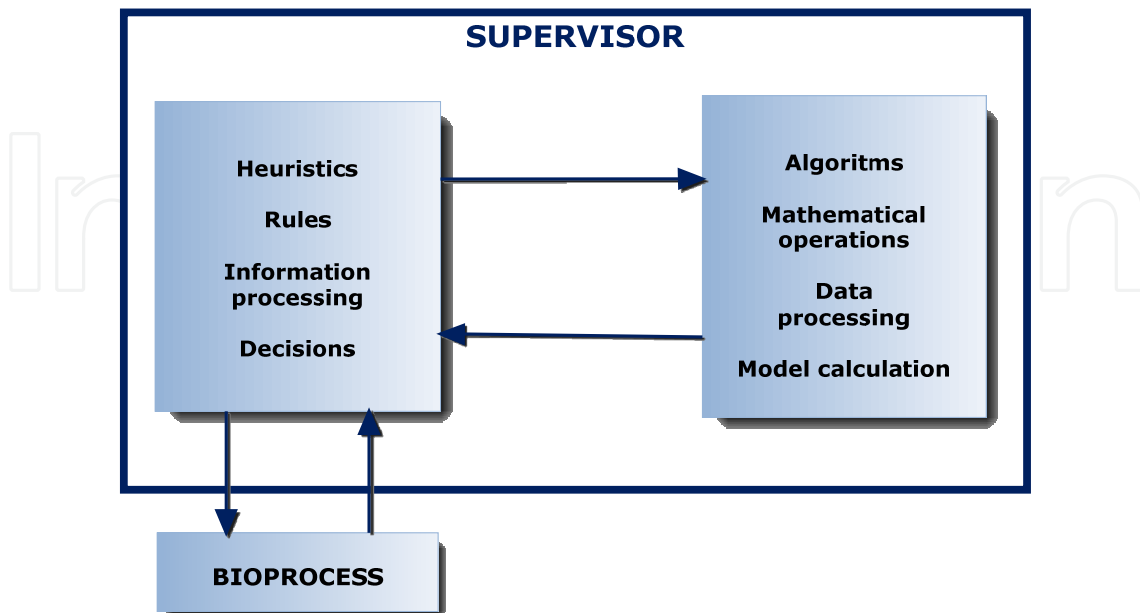 SUPERVISOR
Heuristics
Rules
Information
processing
Decisions
Algoritms
Mathematical
operations
Data
processing
Model calculation
BIOPROCESS